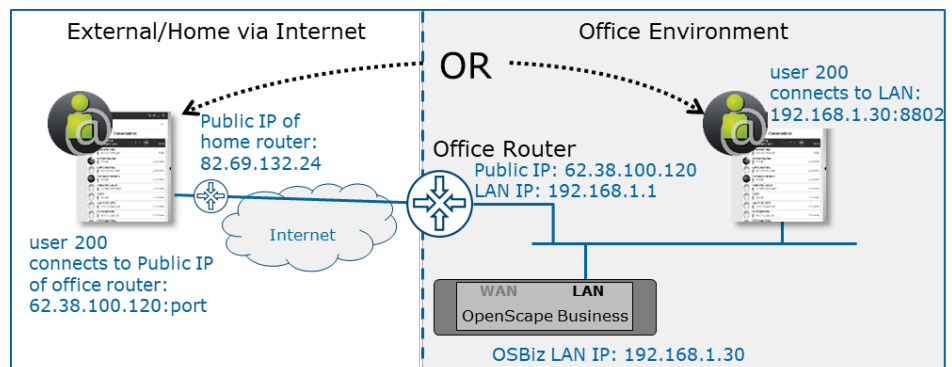 External/Home via Internet
Office Environment
OR
user 200
connects to LAN:
192.168.1.30:8802
Public IP of
home router:
82.69.132.24
Office Router
Public IP: 62.38.100.120
LAN IP: 192.168.1.1
Internet
user 200
connects to Public IP
of office router:
62.38.100.120:port
WAN LAN
OpenScape Business
OSBiz LAN IP: 192.168.1.30